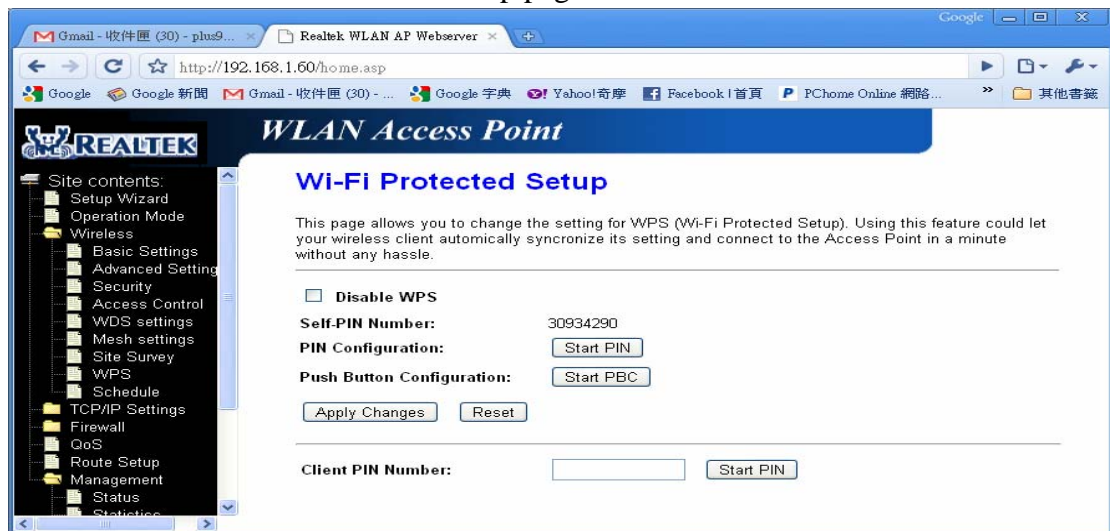 Google
Gmail - 收件匣 (30) - plus9...
Realtek WLAN AP Webserver
http://192.168.1.60/home.asp
Google
Google 新聞
Gmail - 收件匣 (30) - ...
Google 字典
Yahoo!奇摩
Facebook | 首頁
PChome Online 網路...
»
其他書籤
REALTEK
WLAN Access Point
Site contents:
Setup Wizard
Operation Mode
Wireless
Basic Settings
Advanced Setting
Security
Access Control
WDS settings
Mesh settings
Site Survey
WPS
Schedule
TCP/IP Settings
Firewall
QoS
Route Setup
Management
Status
Statistics
Wi-Fi Protected Setup
This page allows you to change the setting for WPS (Wi-Fi Protected Setup). Using this feature could let
your wireless client automically syncronize its setting and connect to the Access Point in a minute
without any hassle.
Disable WPS
Self-PIN Number: 30934290
PIN Configuration: Start PIN
Push Button Configuration: Start PBC
Apply Changes Reset
Client PIN Number: Start PIN